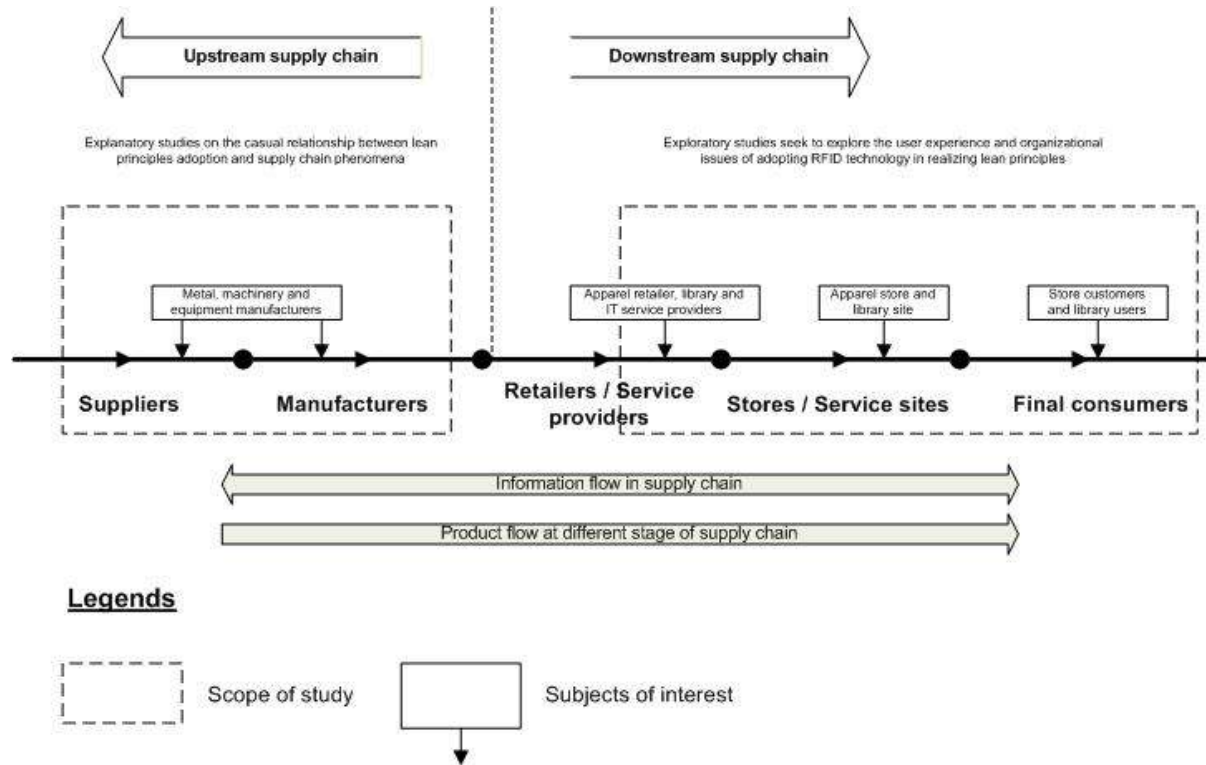 Upstream supply chain
Downstream supply chain
Explanatory studies on the casual relationship between lean
principles adoption and supply chain phenomena
Exploratory studies seek to explore the user experience and organizational
issues of adopting RFID technology in realizing lean principles
Metal, machinery and
equipment manufacturers
Apparel retailer, library and
IT service providers
Apparel store and
library site
Store customers
and library users
Suppliers
Manufacturers
Retailers / Service
providers
Stores / Service sites
Final consumers
Information flow in supply chain
Product flow at different stage of supply chain
Legends
Scope of study
Subjects of interest